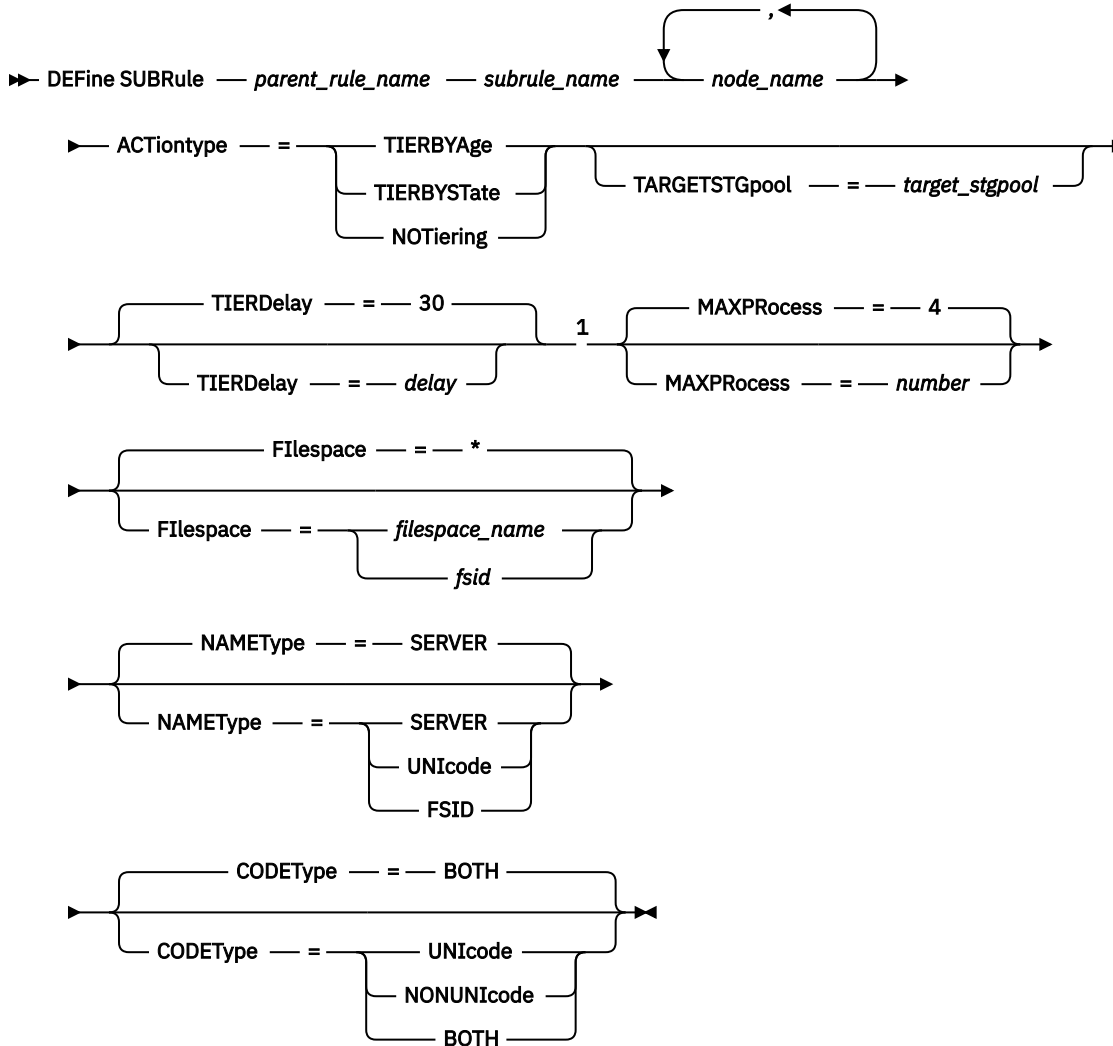 ,
DEFine SUBRule parent_rule_name subrule_name node_name
ACTiontype = TIERBYAge
TIERBYSTate
NOTiering
TARGETSTGpool = target_stgpool
TIERDelay = 30
TIERDelay = delay
1
MAXPRocess = 4
MAXPRocess = number
FIlespace = *
FIlespace = filespace_name
fsid
NAMEType = SERVER
NAMEType = SERVER
UNIcode
FSID
CODEType = BOTH
CODEType = UNIcode
NONUNIcode
BOTH